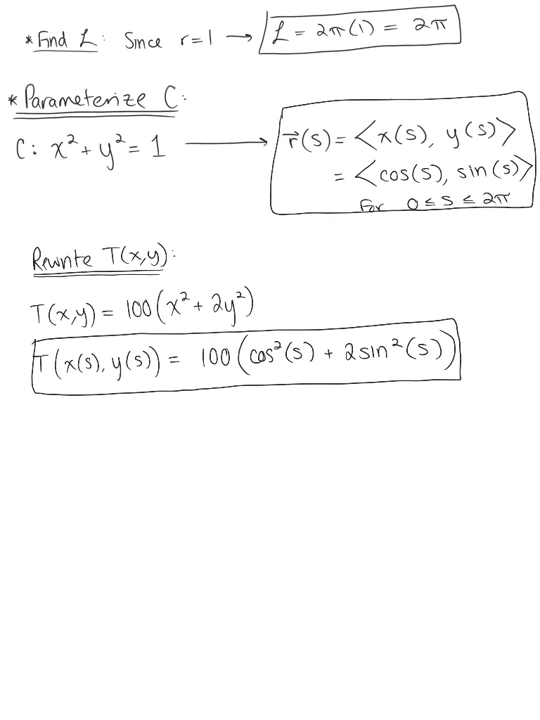 *Find L: Since r=1 → L = 2π(1) = 2π
*Parameterize C:
C: x² + y² = 1 → r⃗(s) = <x(s), y(s)>
= <cos(s), sin(s)>
For 0 ≤ s ≤ 2π
Rewrite T(x,y):
T(x,y) = 100(x² + 2y²)
T(x(s), y(s)) = 100(cos²(s) + 2sin²(s))